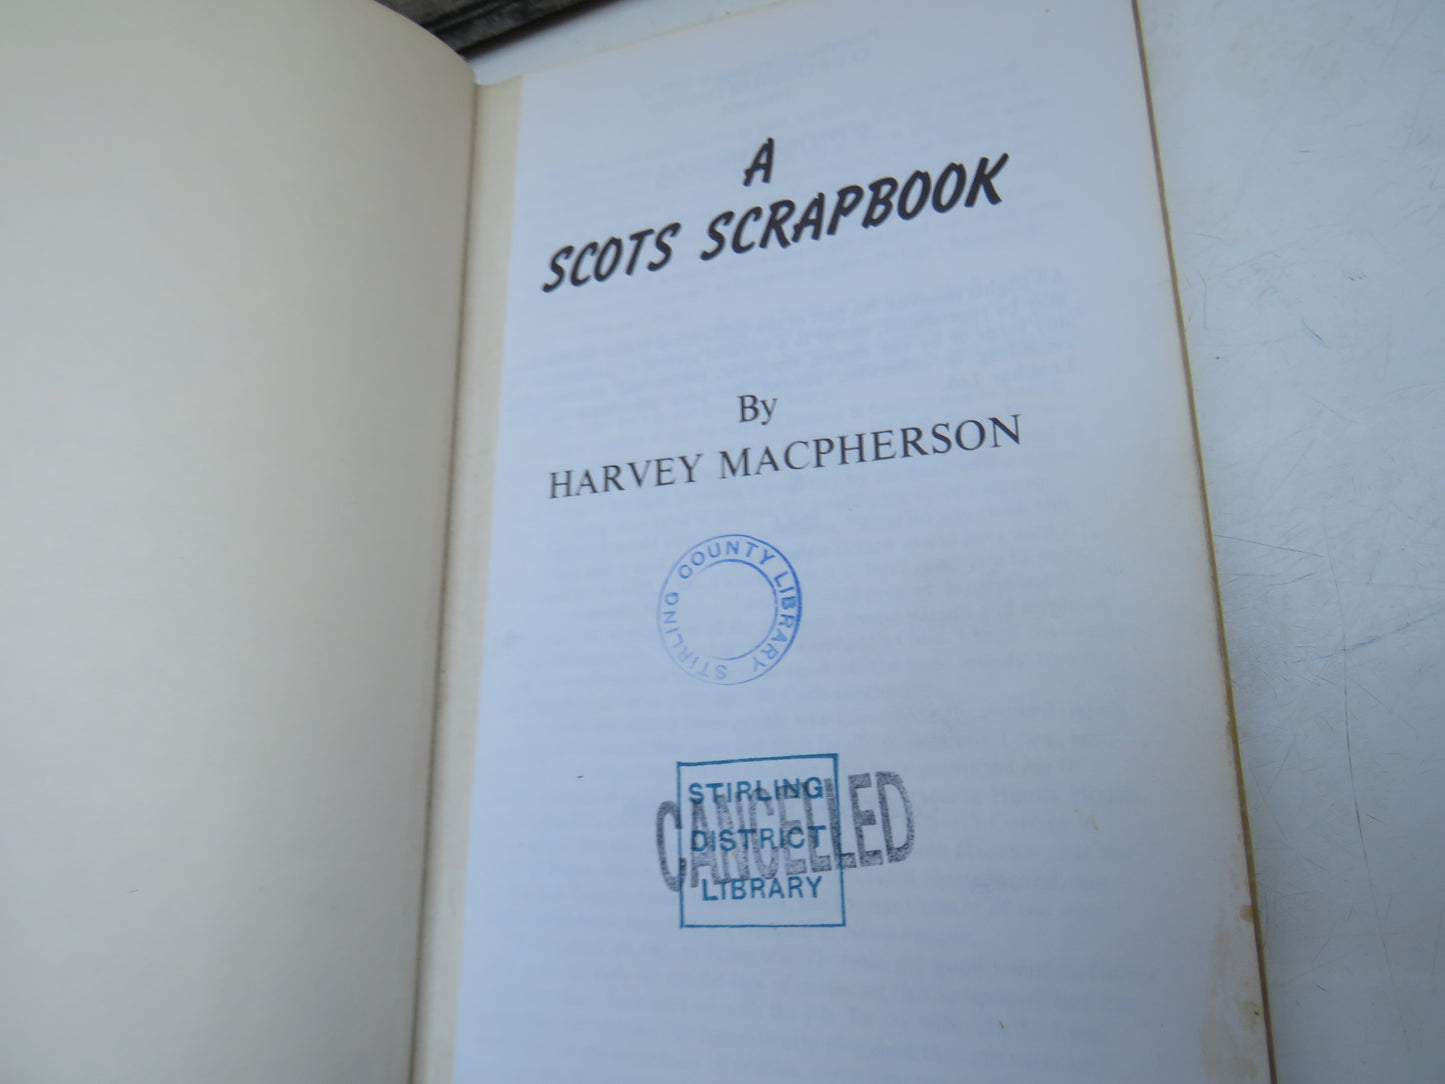 A
SCOTS SCRAPBOOK
By
HARVEY MACPHERSON
STIRLING COUNTY LIBRARY
STIRLING
DISTRICT
LIBRARY
CANCELLED